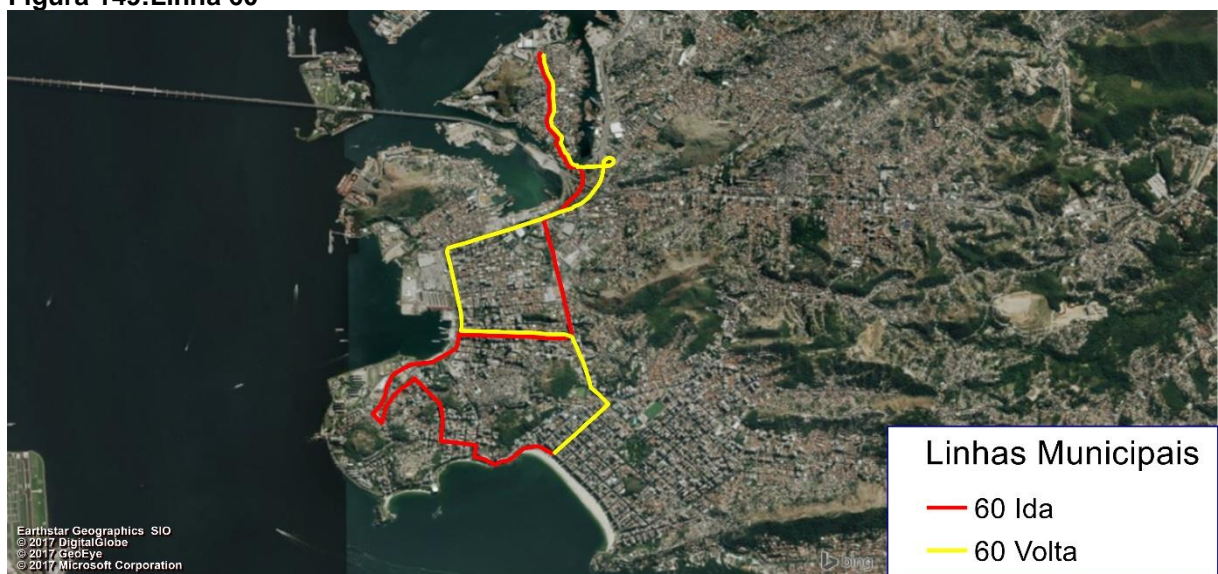 Figura 149:Linha 60
Linhas Municipais
60 Ida
60 Volta
Earthstar Geographics SIO
© 2017 DigitalGlobe
© 2017 GeoEye
© 2017 Microsoft Corporation
bing